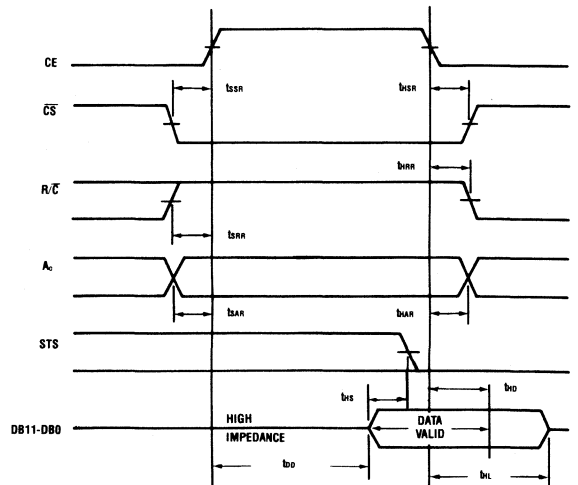 CE
tSSR
tHSR
CS
tHRR
R/C
tSRR
Ao
tSAR
tHAR
STS
tHS
tHD
DB11-DB0
HIGH
IMPEDANCE
DATA
VALID
tDD
tHL